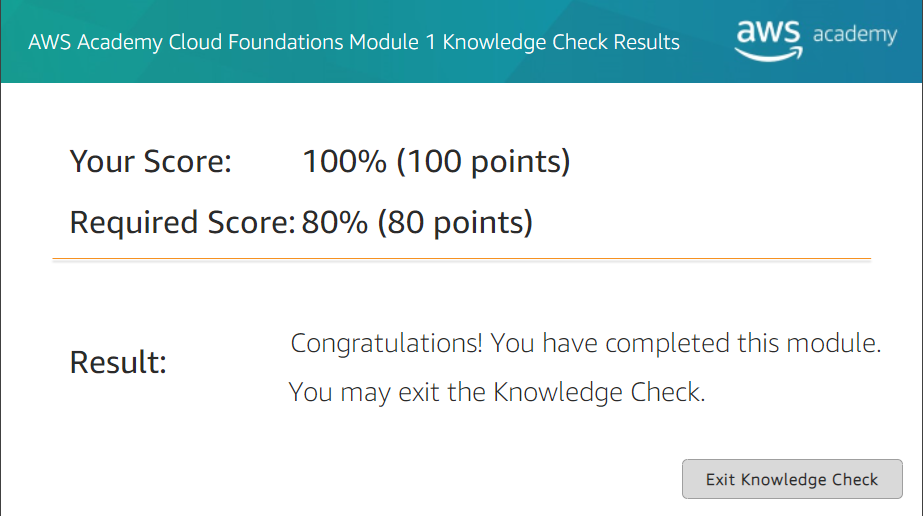 AWS Academy Cloud Foundations Module 1 Knowledge Check Results
aws academy
Your Score: 100% (100 points)
Required Score: 80% (80 points)
Result:
Congratulations! You have completed this module.
You may exit the Knowledge Check.
Exit Knowledge Check